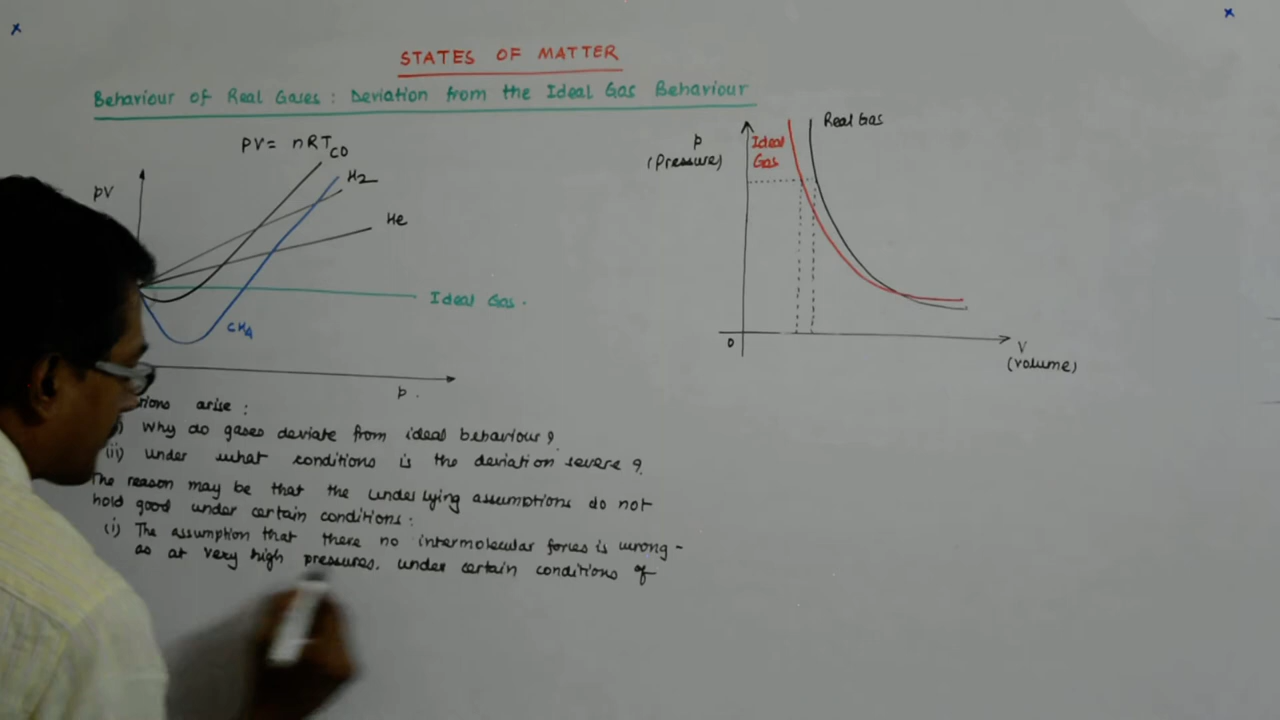 STATES OF MATTER
Behaviour of Real Gases : Deviation from the Ideal Gas Behaviour
PV = nRT
CO
H2
PV
He
Ideal Gas.
CH4
p.
arise :
Why do gases deviate from ideal behaviour ?
(ii) under what conditions is the deviation severe ?
The reason may be that the underlying assumptions do not
hold good under certain conditions :
(i) The assumption that there no intermolecular forces is wrong -
as at very high pressures. under certain conditions of
p
(Pressure)
Ideal
Gas
Real Gas
0
V
(volume)